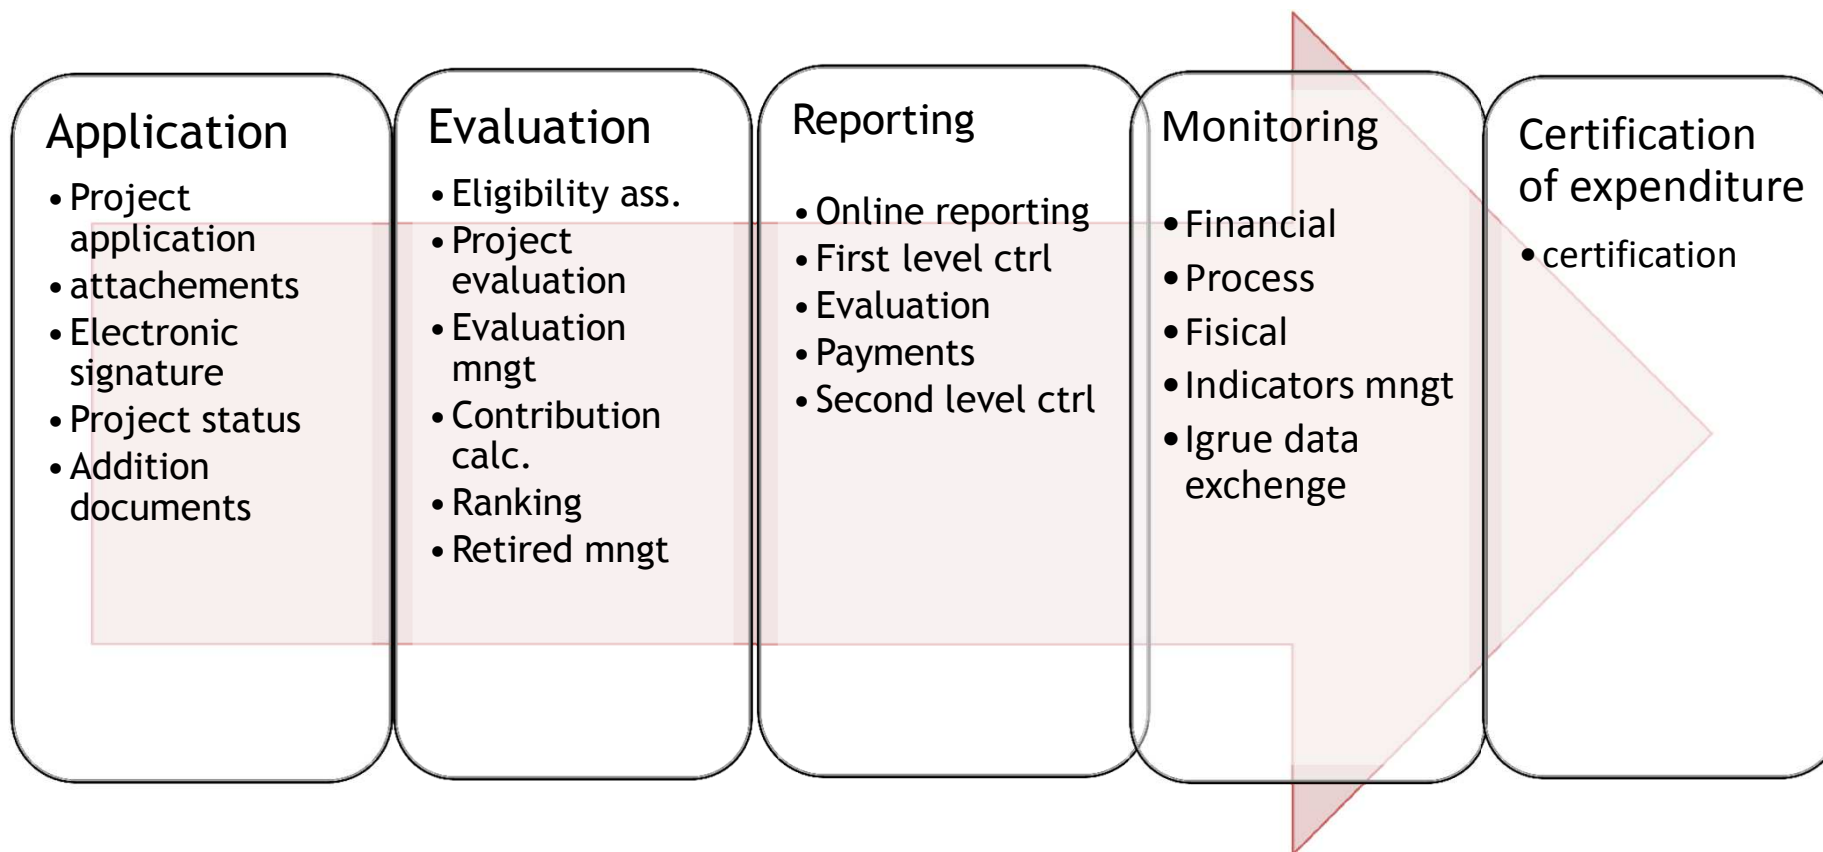 Application
• Project
application
• attachements
• Electronic
signature
• Project status
• Addition
documents
Evaluation
• Eligibility ass.
• Project
evaluation
• Evaluation
mngt
• Contribution
calc.
• Ranking
• Retired mngt
Reporting
• Online reporting
• First level ctrl
• Evaluation
• Payments
• Second level ctrl
Monitoring
• Financial
• Process
• Fisical
• Indicators mngt
• Igrue data
exchenge
Certification
of expenditure
• certification